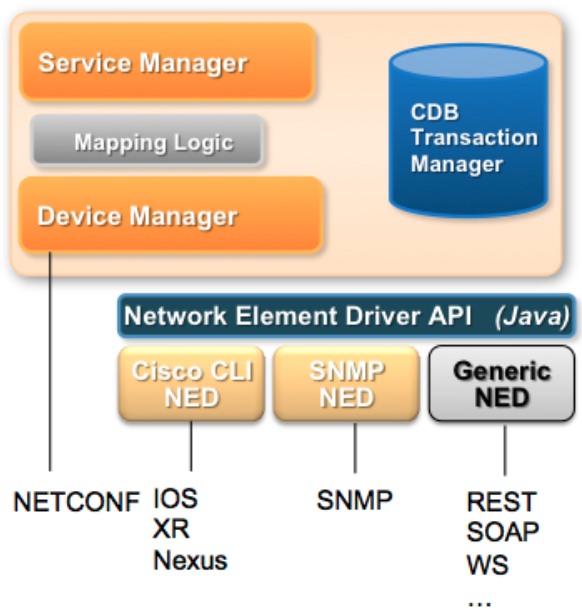 Service Manager
Mapping Logic
Device Manager
CDB
Transaction
Manager
Network Element Driver API (Java)
Cisco CLI
NED
SNMP
NED
Generic
NED
NETCONF
IOS
XR
Nexus
SNMP
REST
SOAP
WS
...